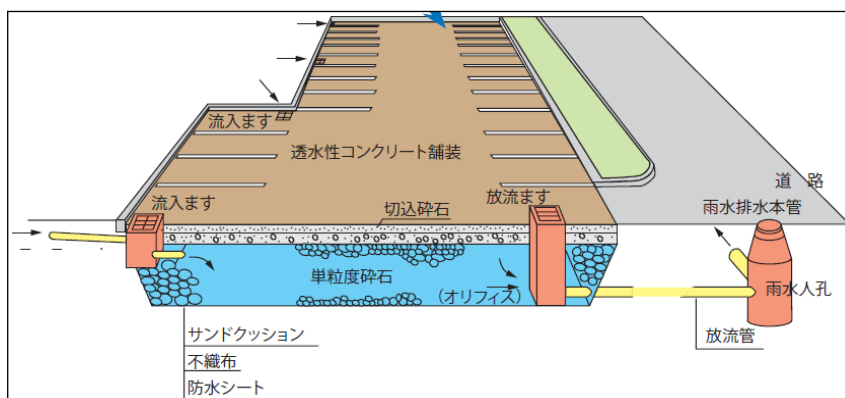 流入ます
透水性コンクリート舗装
道　路
流入ます
放流ます
切込砕石
雨水排水本管
単粒度砕石
(オリフィス)
雨水人孔
サンドクッション
放流管
不織布
防水シート